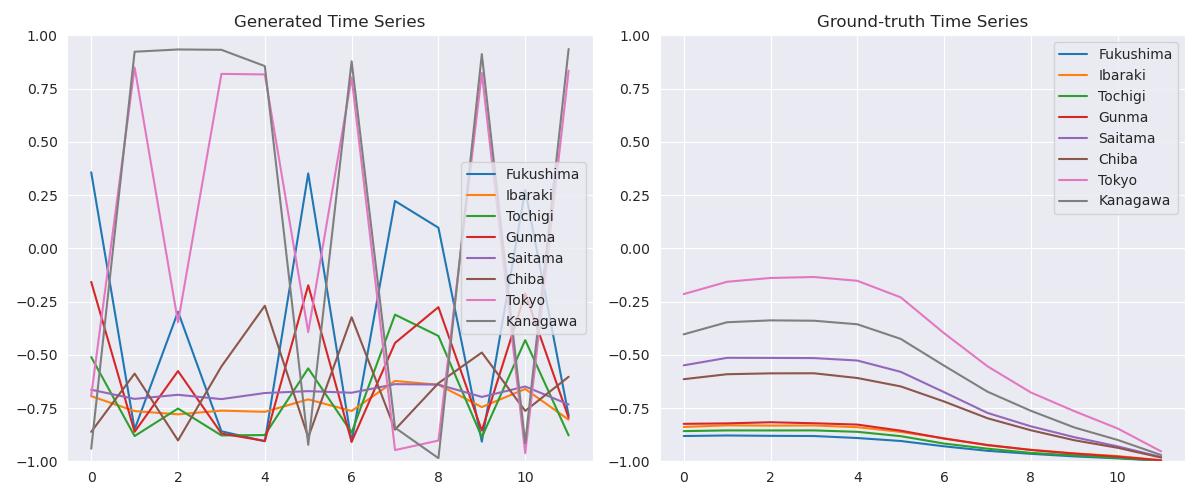 Generated Time Series
1.00
0.75
0.50
0.25
0.00
−0.25
−0.50
−0.75
−1.00
0 2 4 6 8 10
Fukushima
Ibaraki
Tochigi
Gunma
Saitama
Chiba
Tokyo
Kanagawa
Ground-truth Time Series
1.00
0.75
0.50
0.25
0.00
−0.25
−0.50
−0.75
−1.00
0 2 4 6 8 10
Fukushima
Ibaraki
Tochigi
Gunma
Saitama
Chiba
Tokyo
Kanagawa